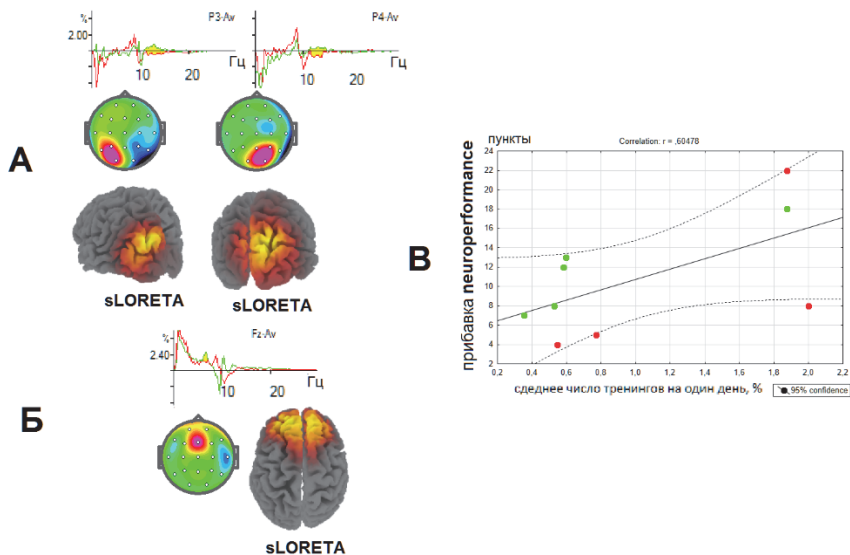 P3-Av
P4-Av
%
2.00
10
20
Гц
10
20
Гц
А
sLORETA
sLORETA
Fz-Av
%
2.40
10
20
Гц
Б
sLORETA
В
пункты
Correlation: r = ,60478
прибавка neuroperformance
24
22
20
18
16
14
12
10
8
6
4
2
0,2 0,4 0,6 0,8 1,0 1,2 1,4 1,6 1,8 2,0 2,2
сдеднее число тренингов на один день, %
95% confidence